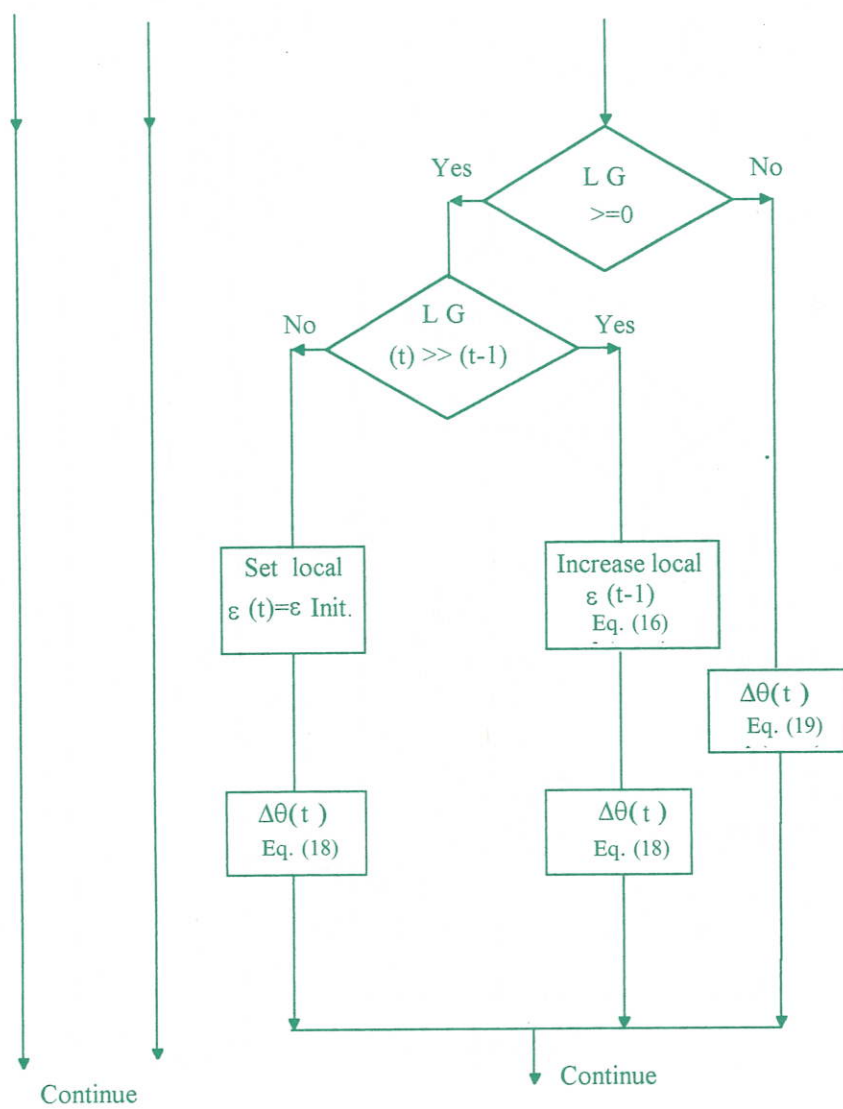 Yes
No
L G
>=0
No
L G
Yes
(t) >> (t-1)
Set local
ε (t)=ε Init.
Increase local
ε (t-1)
Eq. (16)
Δθ(t )
Eq. (19)
Δθ(t )
Eq. (18)
Δθ(t )
Eq. (18)
Continue
Continue